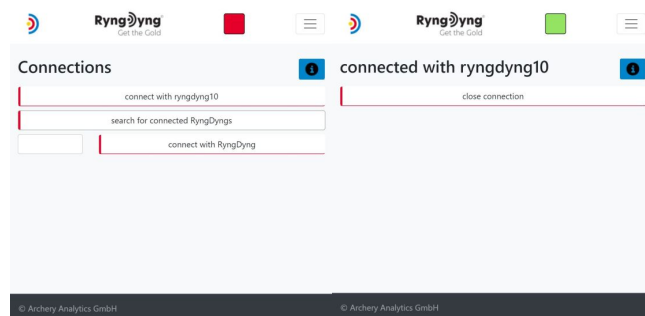 RyngDyng
Get the Gold
Connections
connect with ryngdyng10
search for connected RyngDyngs
connect with RyngDyng
© Archery Analytics GmbH
RyngDyng
Get the Gold
connected with ryngdyng10
close connection
© Archery Analytics GmbH